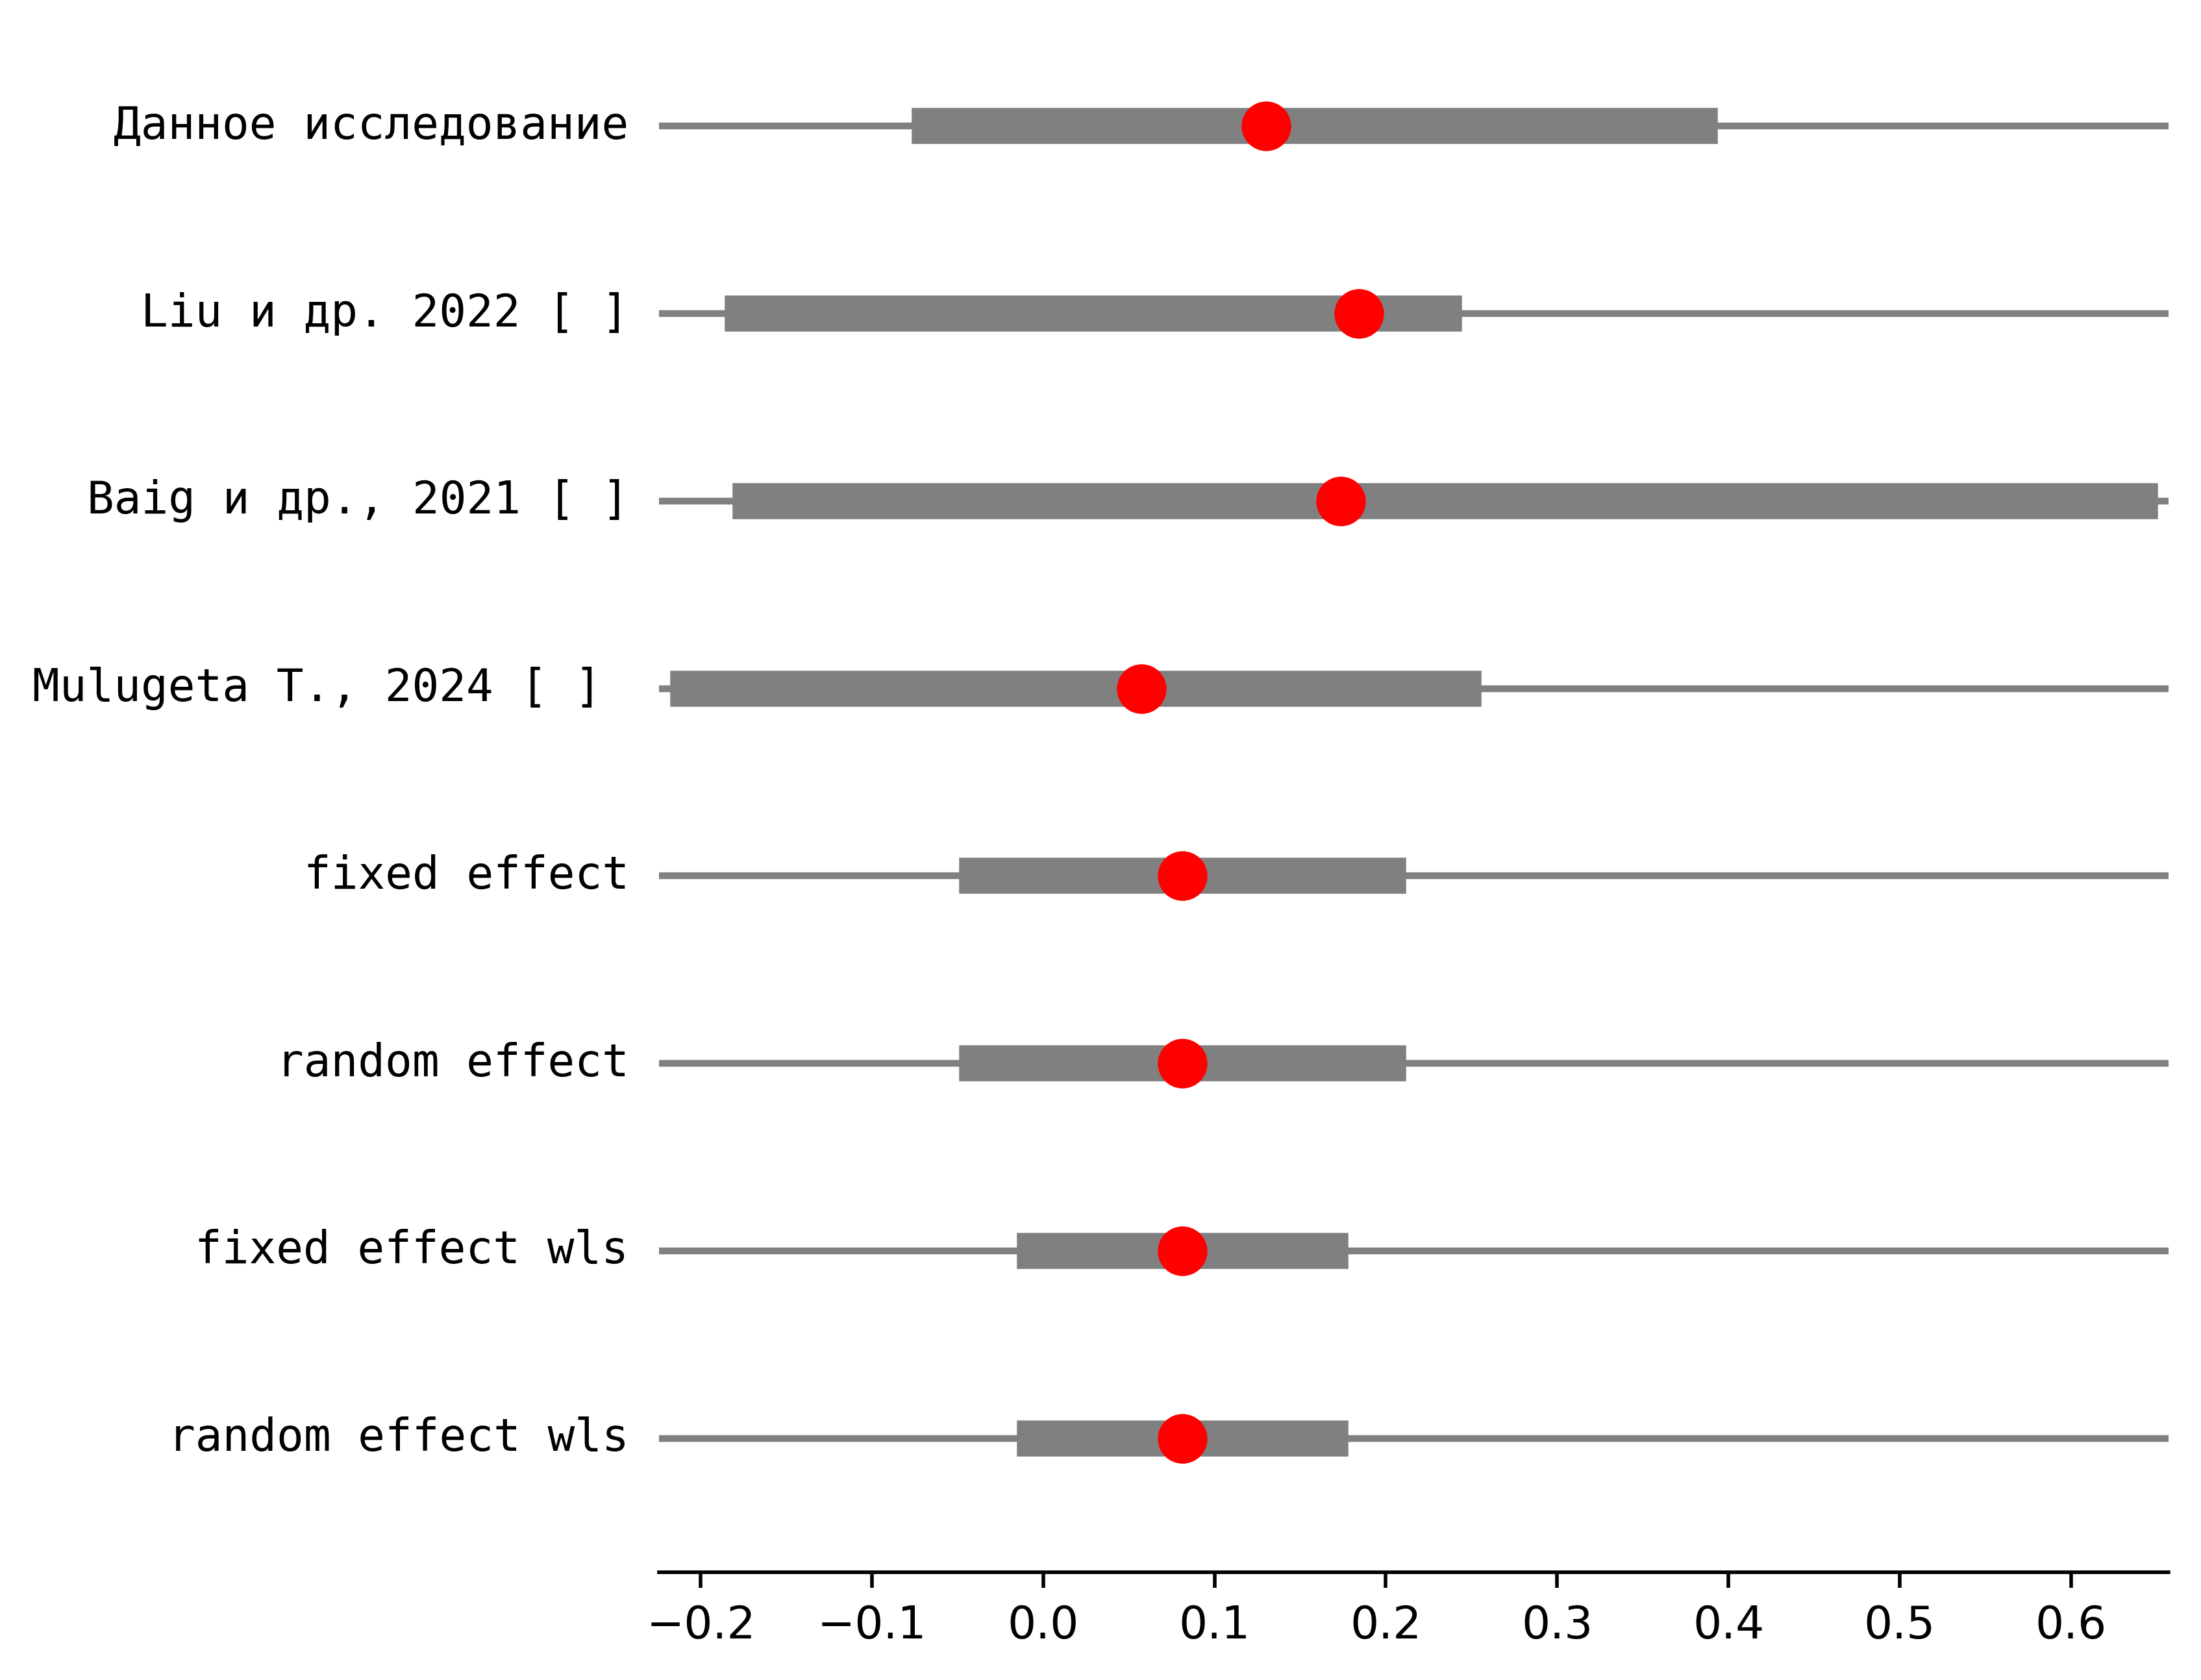 Данное исследование
Liu и др. 2022 [ ]
Baig и др., 2021 [ ]
Mulugeta T., 2024 [ ]
fixed effect
random effect
fixed effect wls
random effect wls
−0.2 −0.1 0.0 0.1 0.2 0.3 0.4 0.5 0.6